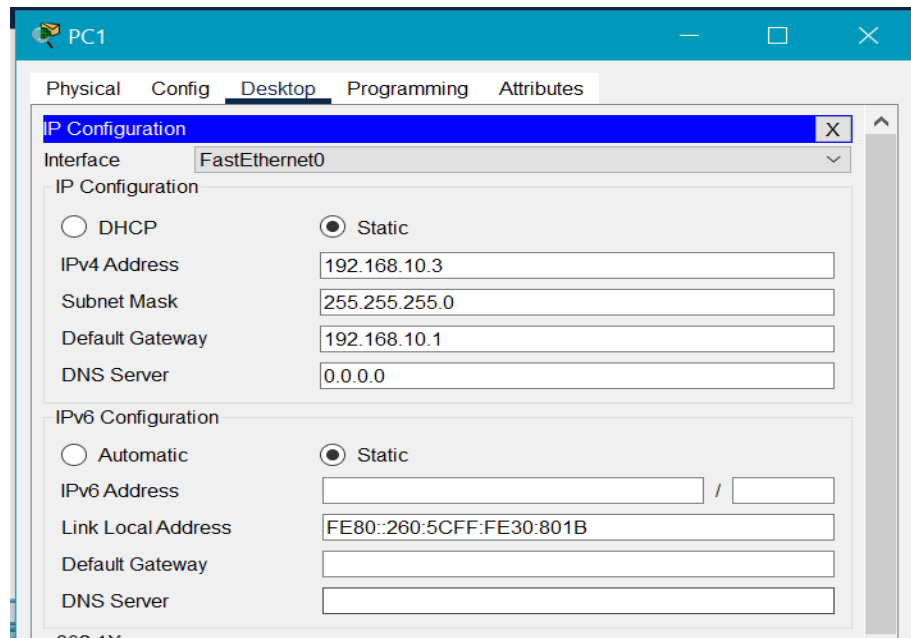 PC1
Physical Config Desktop Programming Attributes
IP Configuration X
Interface FastEthernet0
IP Configuration
DHCP Static
IPv4 Address 192.168.10.3
Subnet Mask 255.255.255.0
Default Gateway 192.168.10.1
DNS Server 0.0.0.0
IPv6 Configuration
Automatic Static
IPv6 Address /
Link Local Address FE80::260:5CFF:FE30:801B
Default Gateway
DNS Server